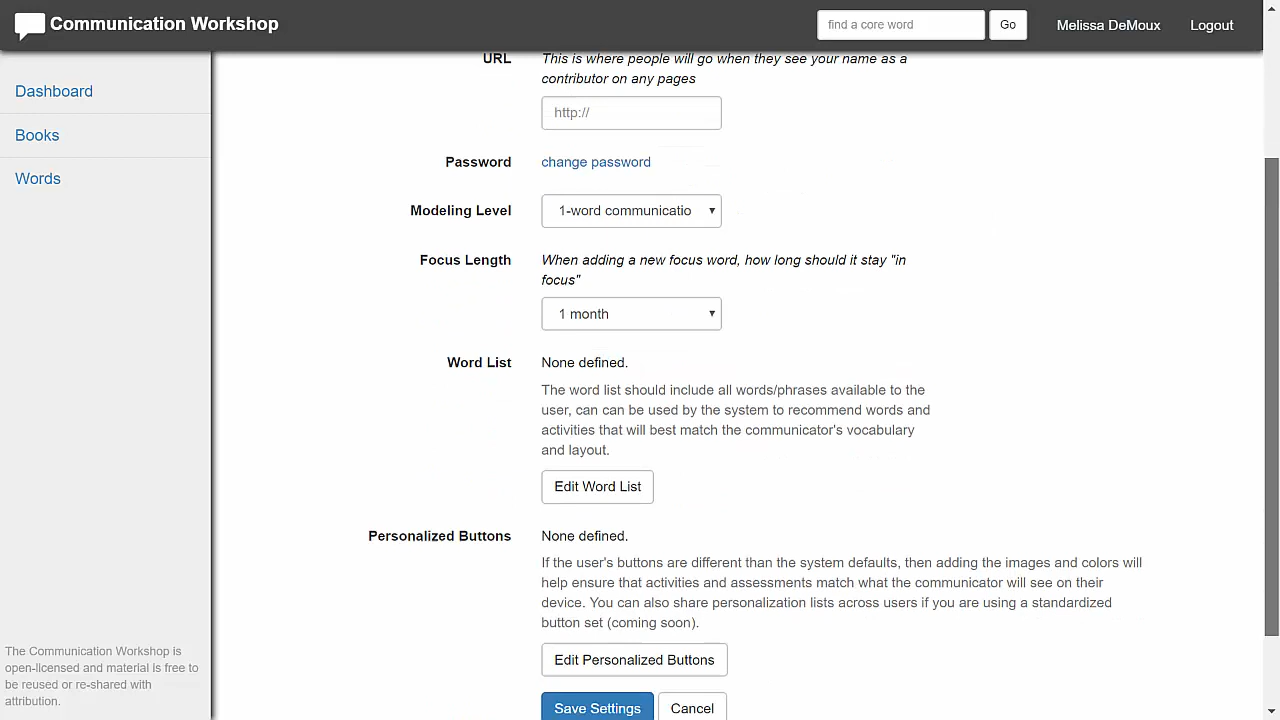 Communication Workshop
find a core word
Go
Melissa DeMoux
Logout
Dashboard
Books
Words
The Communication Workshop is
open-licensed and material is free to
be reused or re-shared with
attribution.
URL
This is where people will go when they see your name as a
contributor on any pages
http://
Password
change password
Modeling Level
1-word communicatio
Focus Length
When adding a new focus word, how long should it stay "in
focus"
1 month
Word List
None defined.
The word list should include all words/phrases available to the
user, can can be used by the system to recommend words and
activities that will best match the communicator's vocabulary
and layout.
Edit Word List
Personalized Buttons
None defined.
If the user's buttons are different than the system defaults, then adding the images and colors will
help ensure that activities and assessments match what the communicator will see on their
device. You can also share personalization lists across users if you are using a standardized
button set (coming soon).
Edit Personalized Buttons
Save Settings
Cancel